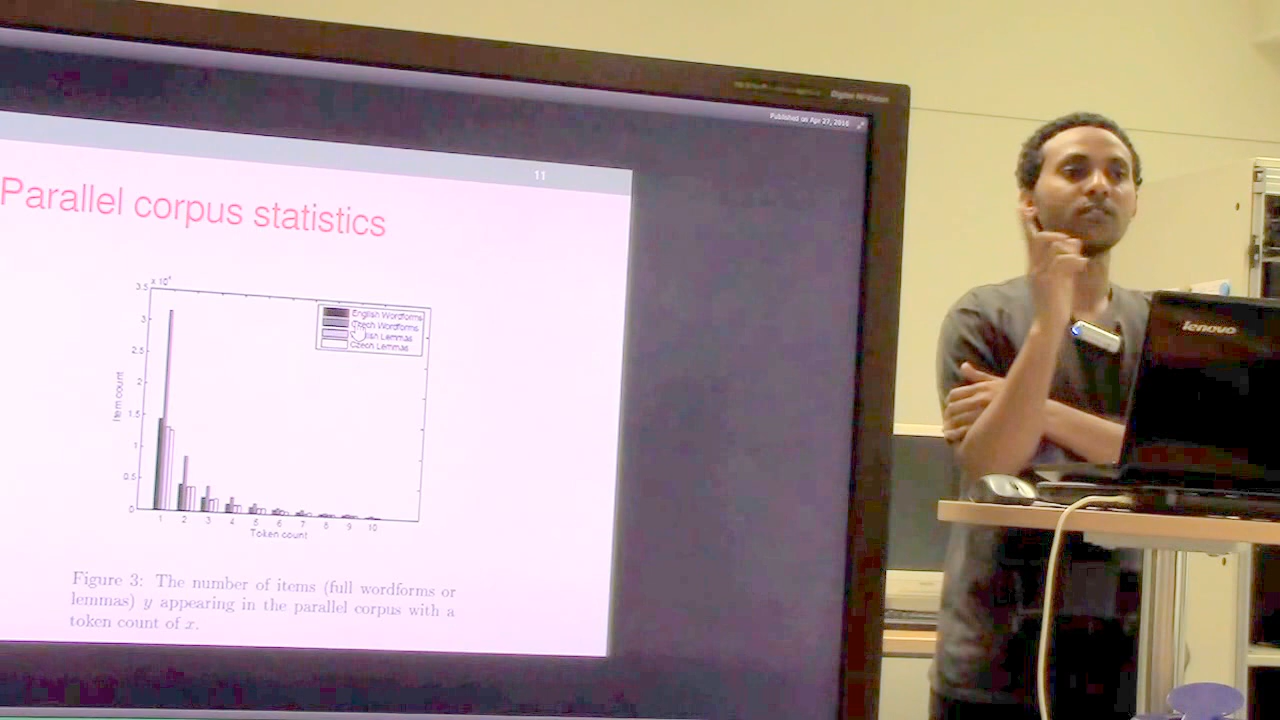 Published on Apr 27, 2016
11
Parallel corpus statistics
x 10⁴
3.5
3
2.5
2
1.5
1
0.5
0
Item count
English Wordforms
Czech Wordforms
lish Lemmas
Czech Lemmas
1 2 3 4 5 6 7 8 9 10
Token count
Figure 3: The number of items (full wordforms or
lemmas) y appearing in the parallel corpus with a
token count of x.
lenovo